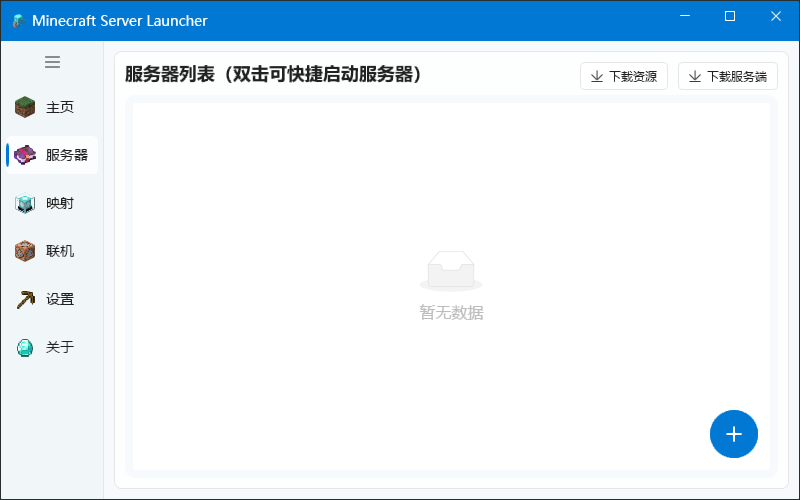 Minecraft Server Launcher
主页
服务器
映射
联机
设置
关于
服务器列表（双击可快捷启动服务器）
下载资源
下载服务端
暂无数据